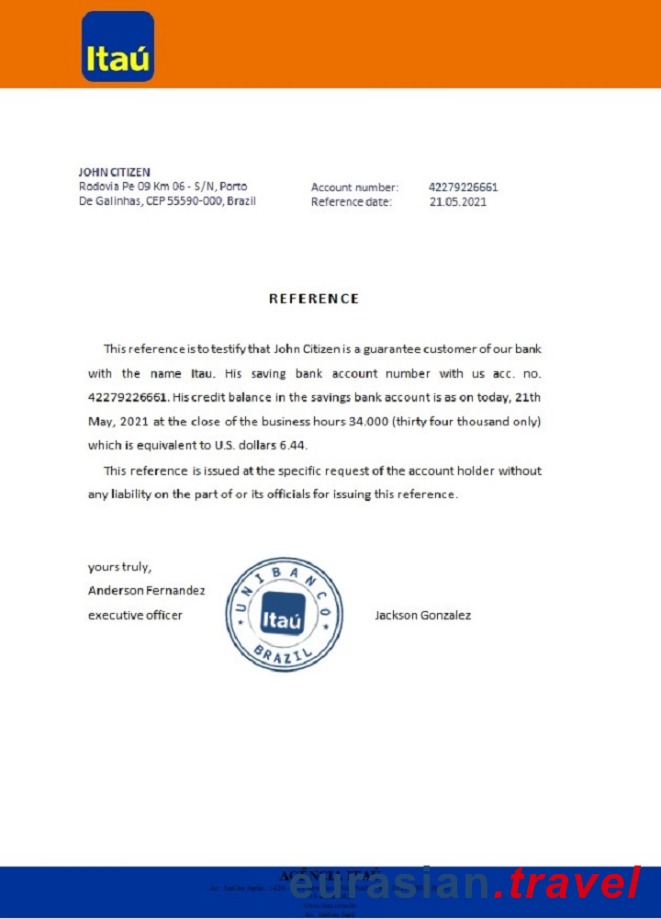 Itaú
JOHN CITIZEN
Rodovia Pe 09 Km 06 - S/N, Porto
De Galinhas, CEP 55590-000, Brazil
Account number: 42279226661
Reference date: 21.05.2021
REFERENCE
This reference is to testify that John Citizen is a guarantee customer of our bank
with the name Itau. His saving bank account number with us acc. no.
42279226661. His credit balance in the savings bank account is as on today, 21th
May, 2021 at the close of the business hours 34.000 (thirty four thousand only)
which is equivalent to U.S. dollars 6.44.
This reference is issued at the specific request of the account holder without
any liability on the part of or its officials for issuing this reference.
yours truly,
Anderson Fernandez
executive officer
UNIBANCO
Itaú
BRAZIL
Jackson Gonzalez
AGÊNCIA ITAÚ
eurasian.travel